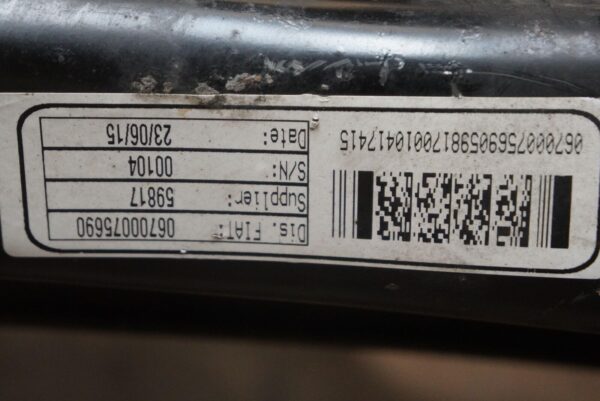 Dis. FIAT: 06700075690
Supplier: 59817
S/N: 00104
Date: 23/06/15
06700075690598170010417415